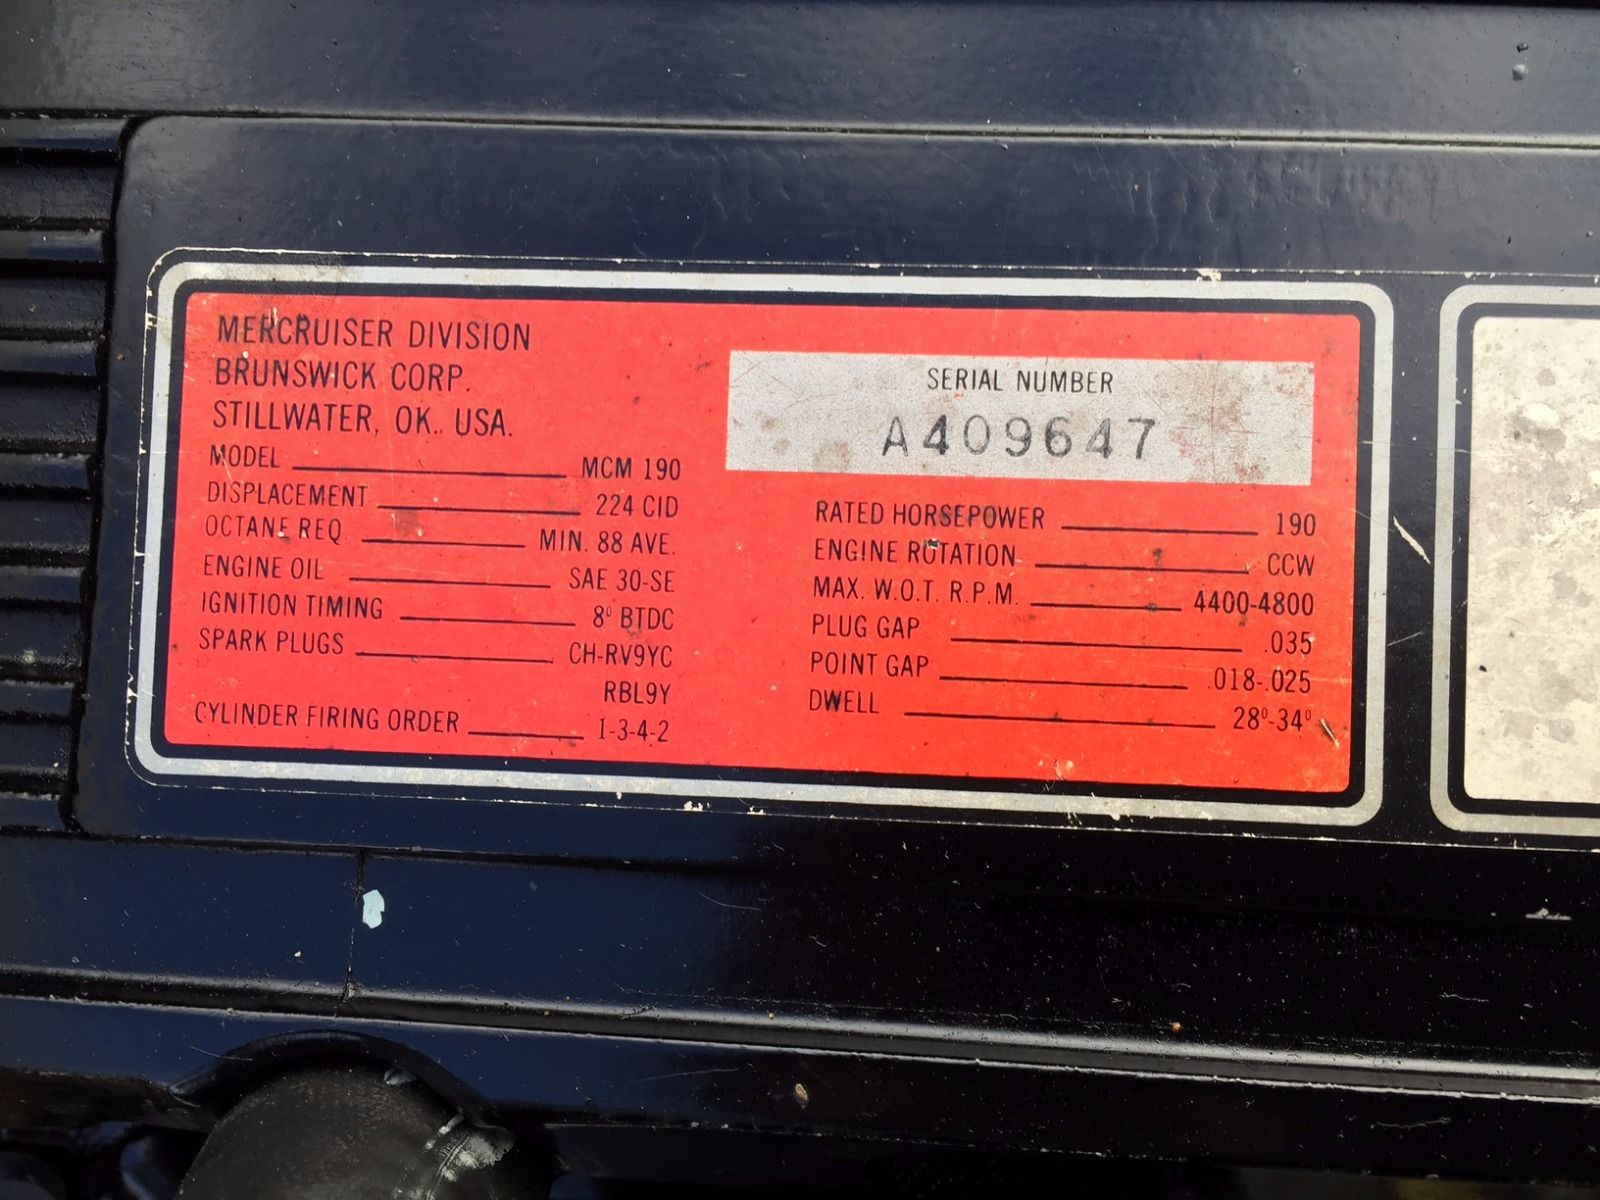 MERCRUISER DIVISION
BRUNSWICK CORP.
STILLWATER, OK. USA.
MODEL MCM 190
DISPLACEMENT 224 CID
OCTANE REQ MIN. 88 AVE.
ENGINE OIL SAE 30-SE
IGNITION TIMING 8⁰ BTDC
SPARK PLUGS CH-RV9YC
RBL9Y
CYLINDER FIRING ORDER 1-3-4-2
SERIAL NUMBER
A409647
RATED HORSEPOWER 190
ENGINE ROTATION CCW
MAX. W.O.T. R.P.M. 4400-4800
PLUG GAP .035
POINT GAP .018-.025
DWELL 28⁰-34⁰